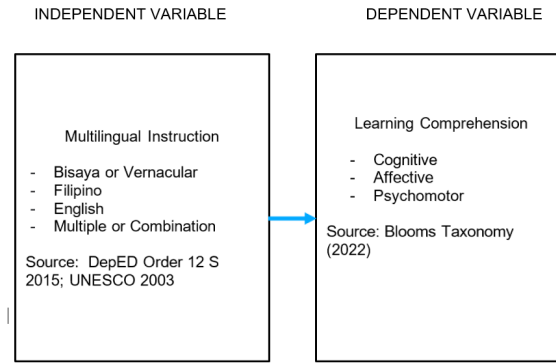 INDEPENDENT VARIABLE
DEPENDENT VARIABLE
Multilingual Instruction
- Bisaya or Vernacular
- Filipino
- English
- Multiple or Combination
Source: DepED Order 12 S
2015; UNESCO 2003
Learning Comprehension
- Cognitive
- Affective
- Psychomotor
Source: Blooms Taxonomy
(2022)